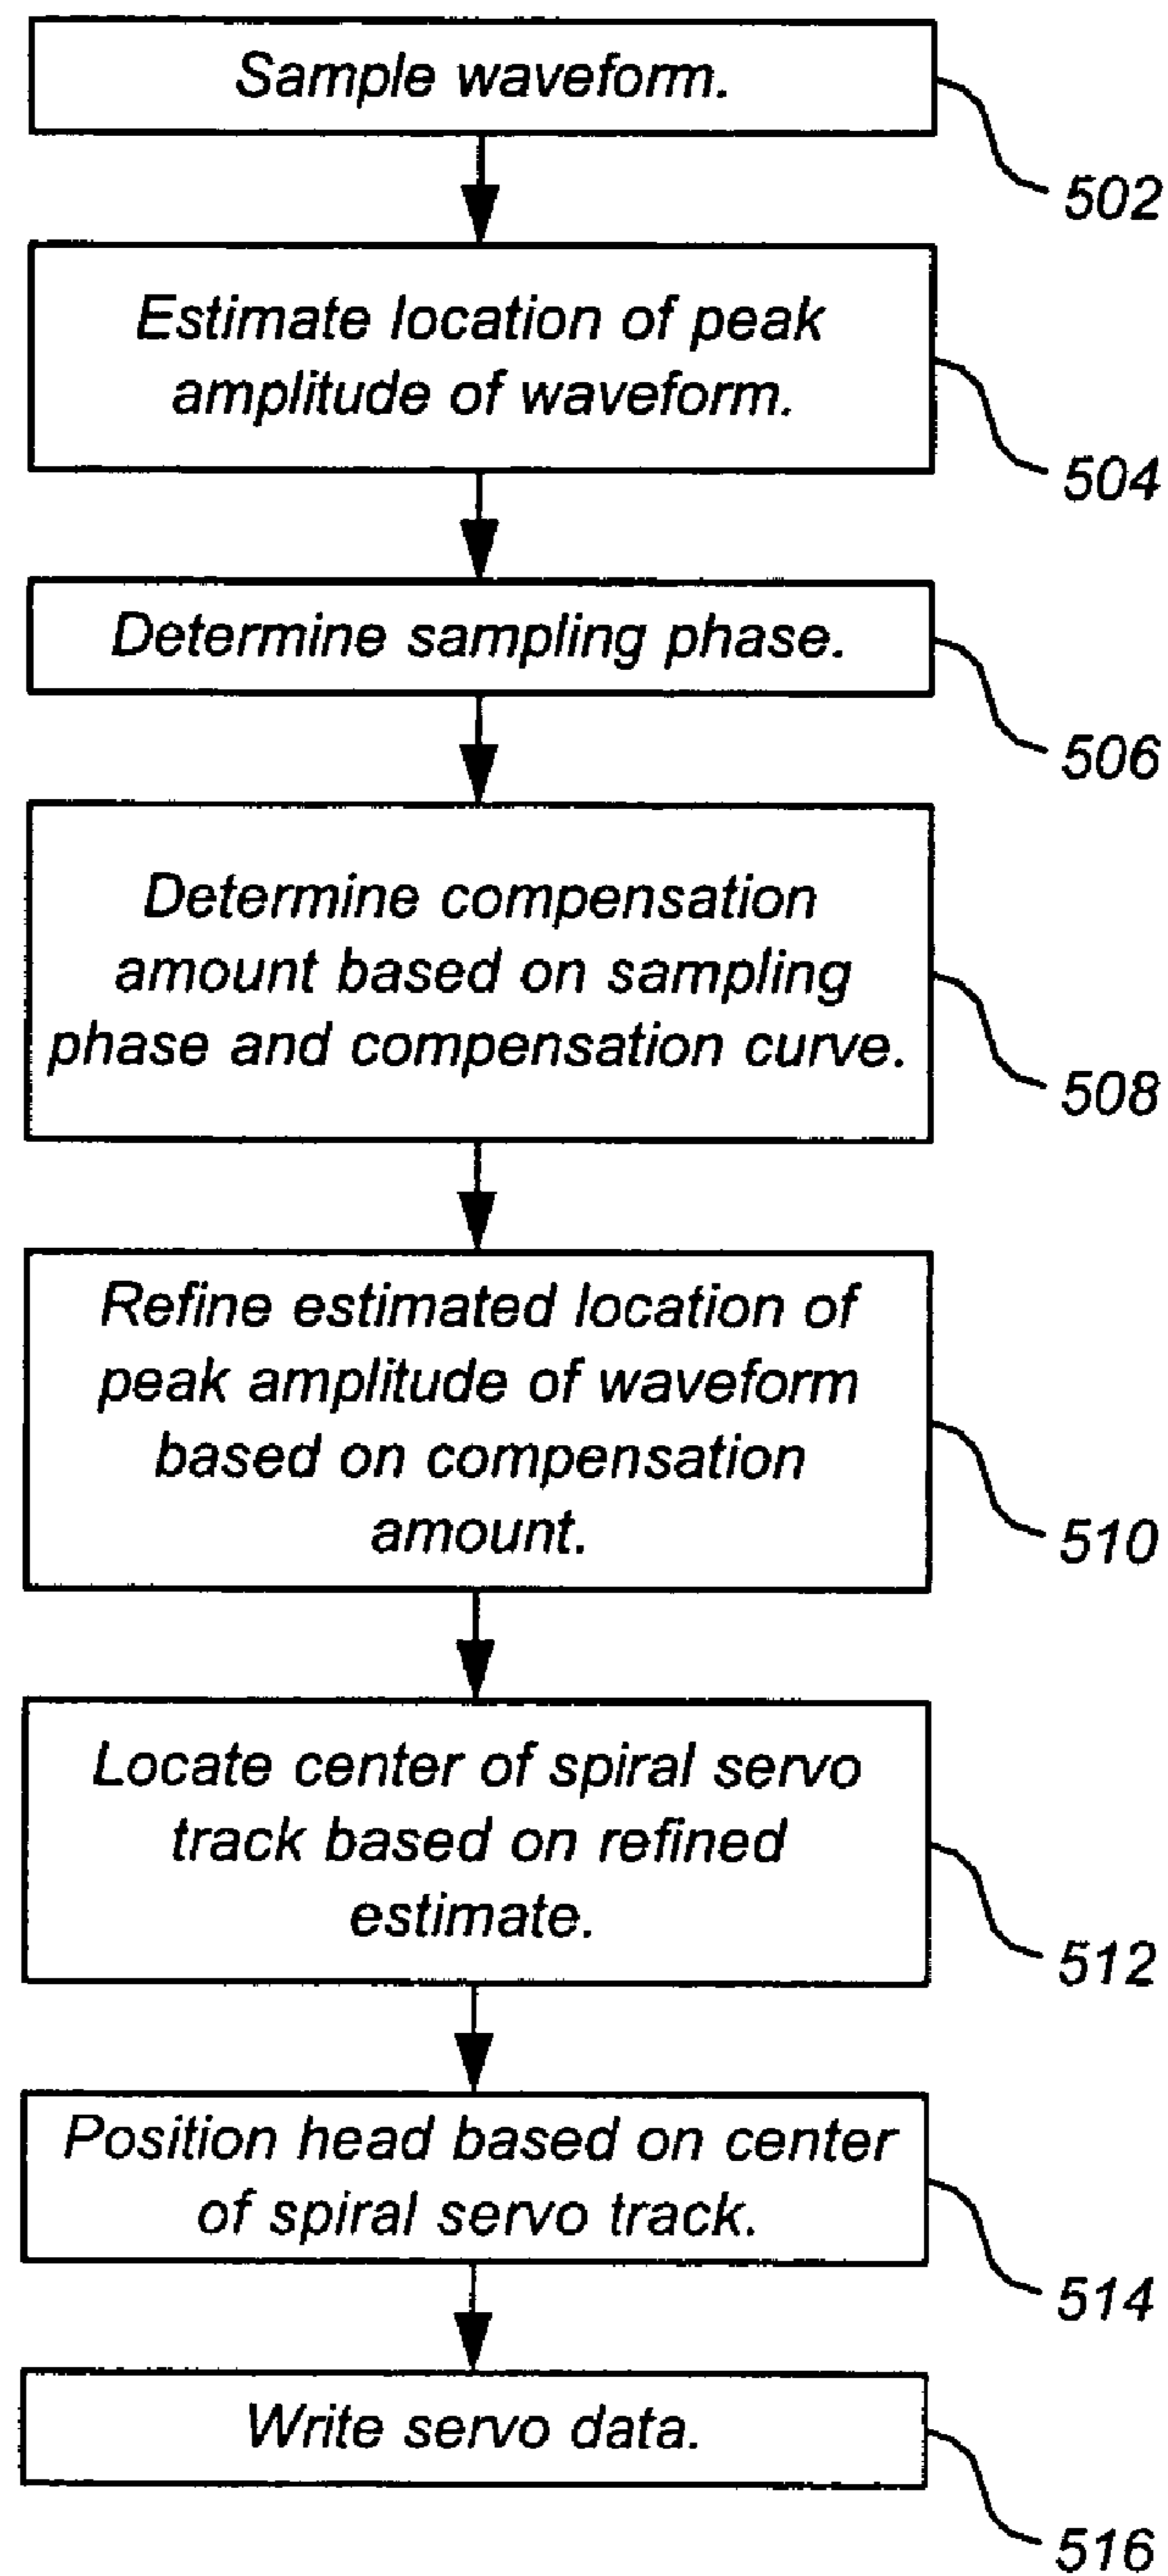 Sample waveform.
502
Estimate location of peak
amplitude of waveform.
504
Determine sampling phase.
506
Determine compensation
amount based on sampling
phase and compensation curve.
508
Refine estimated location of
peak amplitude of waveform
based on compensation
amount.
510
Locate center of spiral servo
track based on refined
estimate.
512
Position head based on center
of spiral servo track.
514
Write servo data.
516